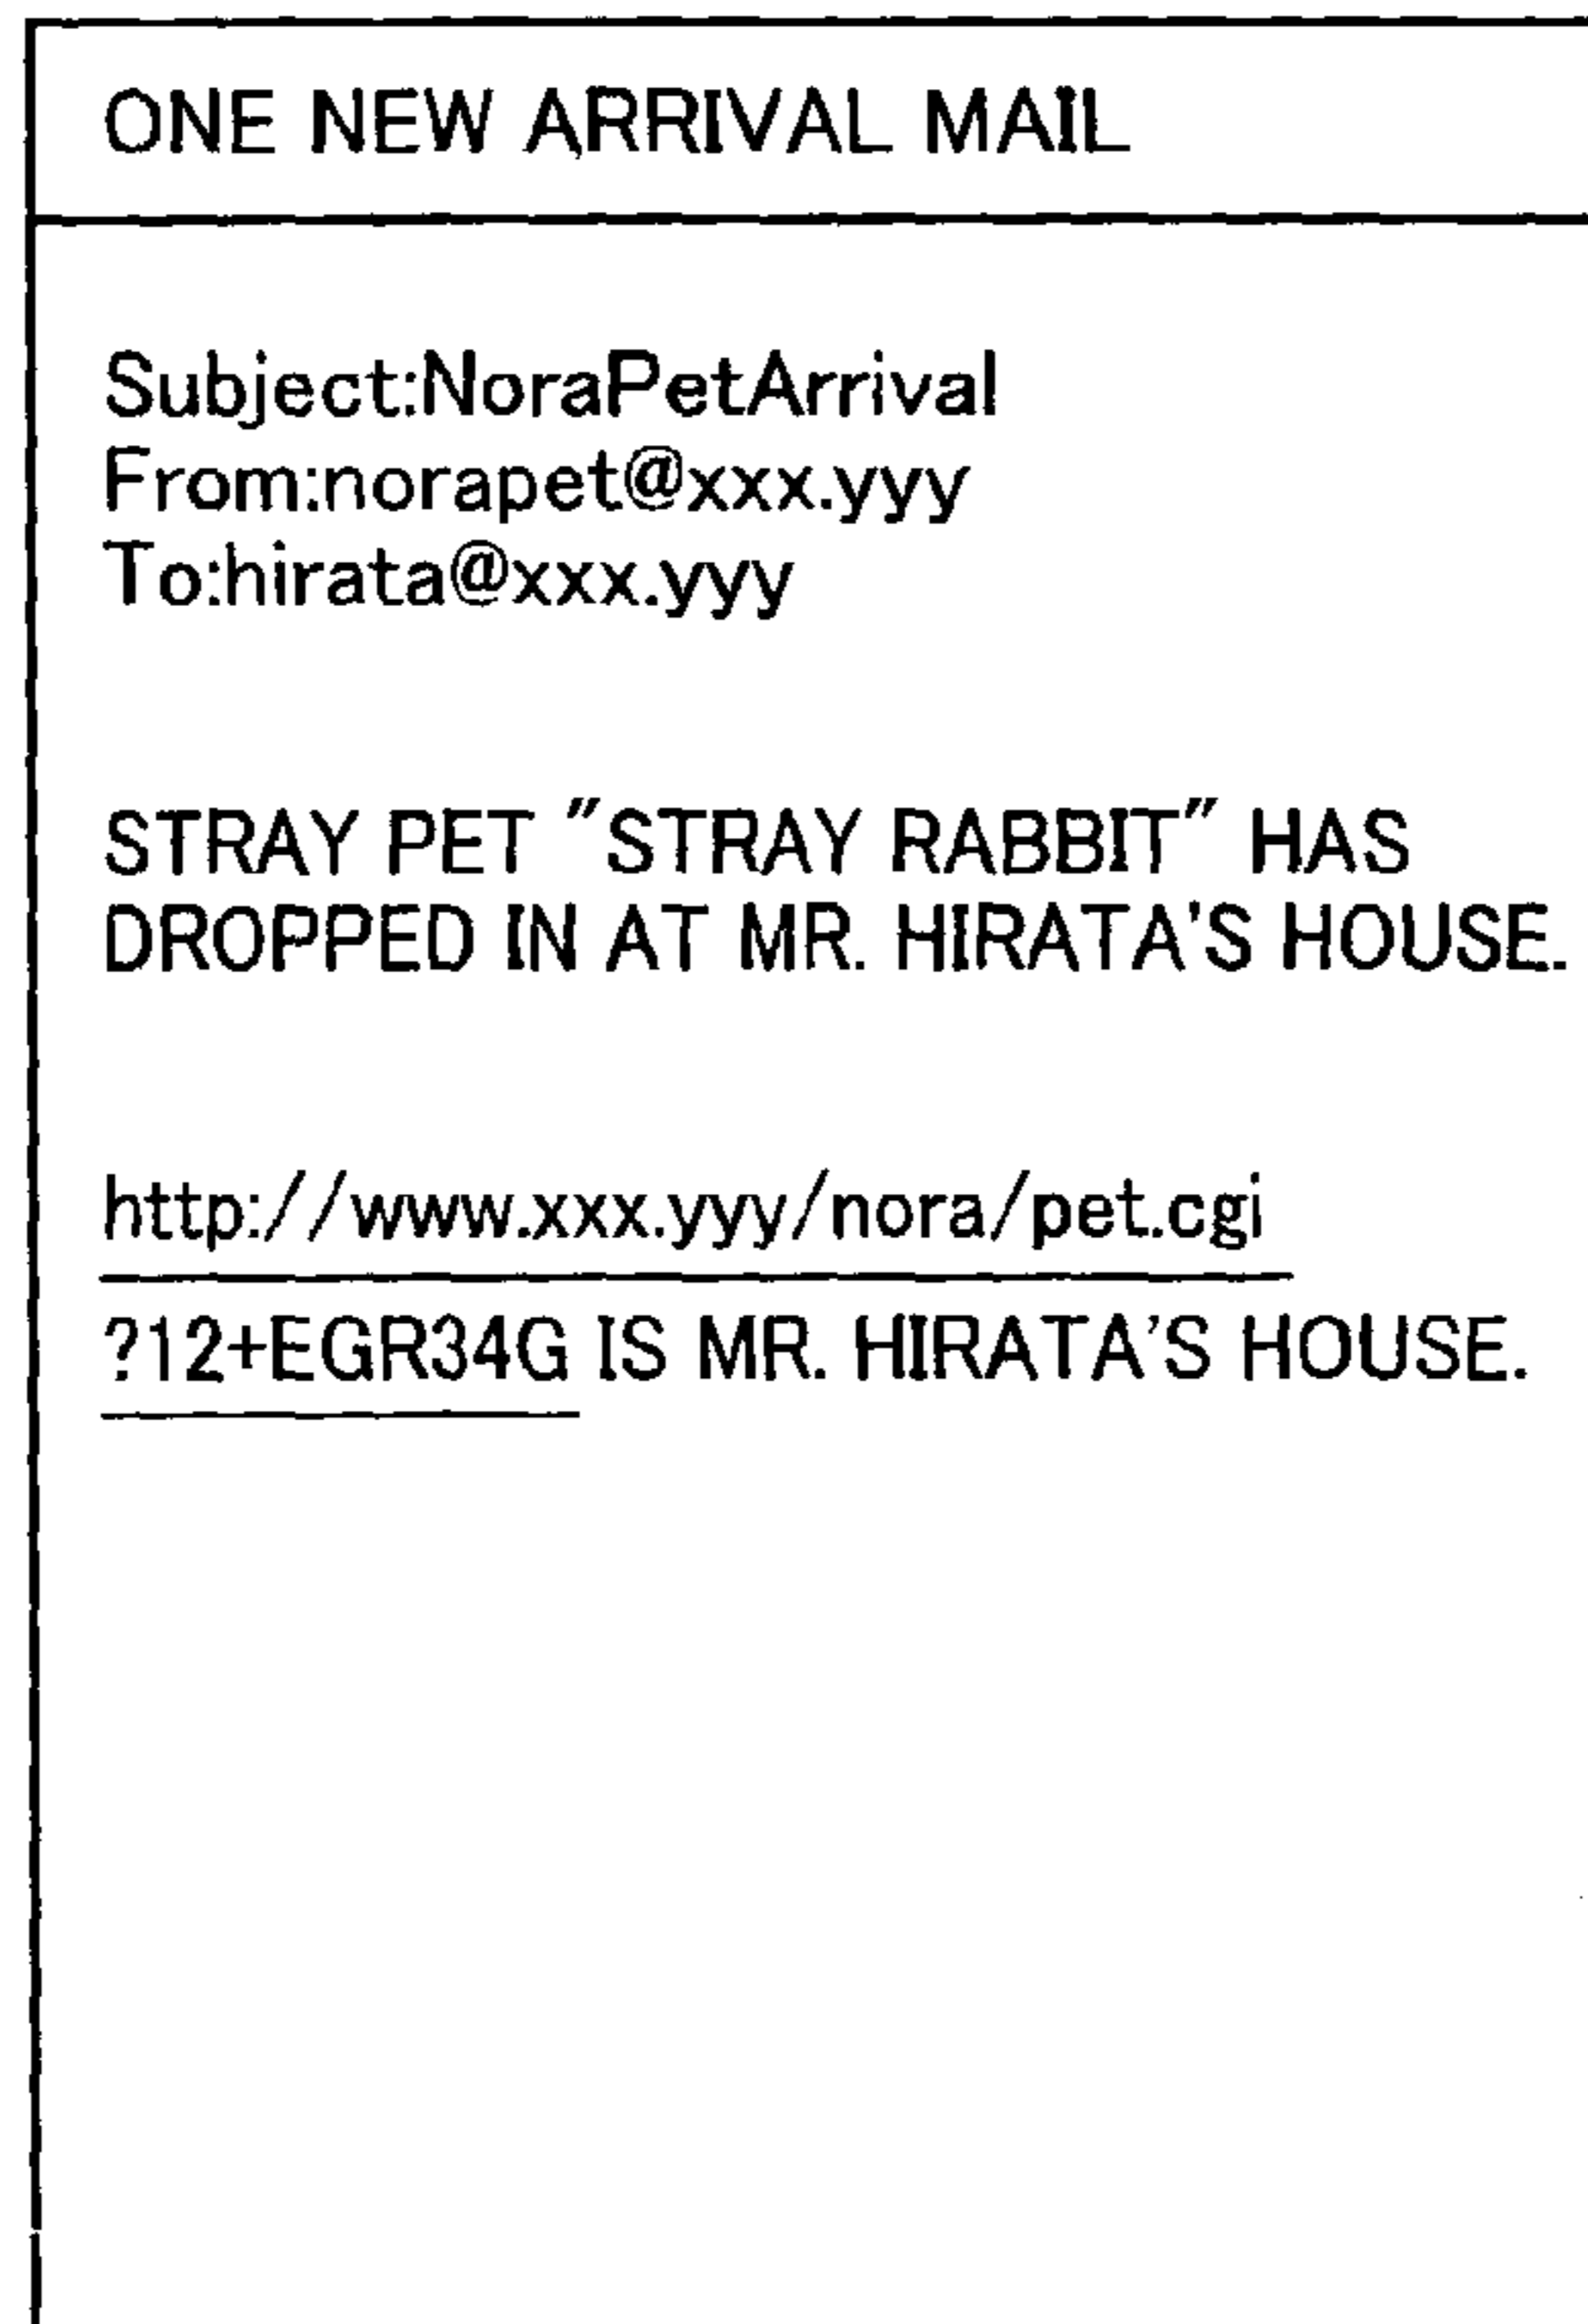 ONE NEW ARRIVAL MAIL
Subject:NoraPetArrival
From:norapet@xxx.yyy
To:hirata@xxx.yyy
STRAY PET "STRAY RABBIT" HAS
DROPPED IN AT MR. HIRATA'S HOUSE.
http://www.xxx.yyy/nora/pet.cgi
?12+EGR34G IS MR. HIRATA'S HOUSE.